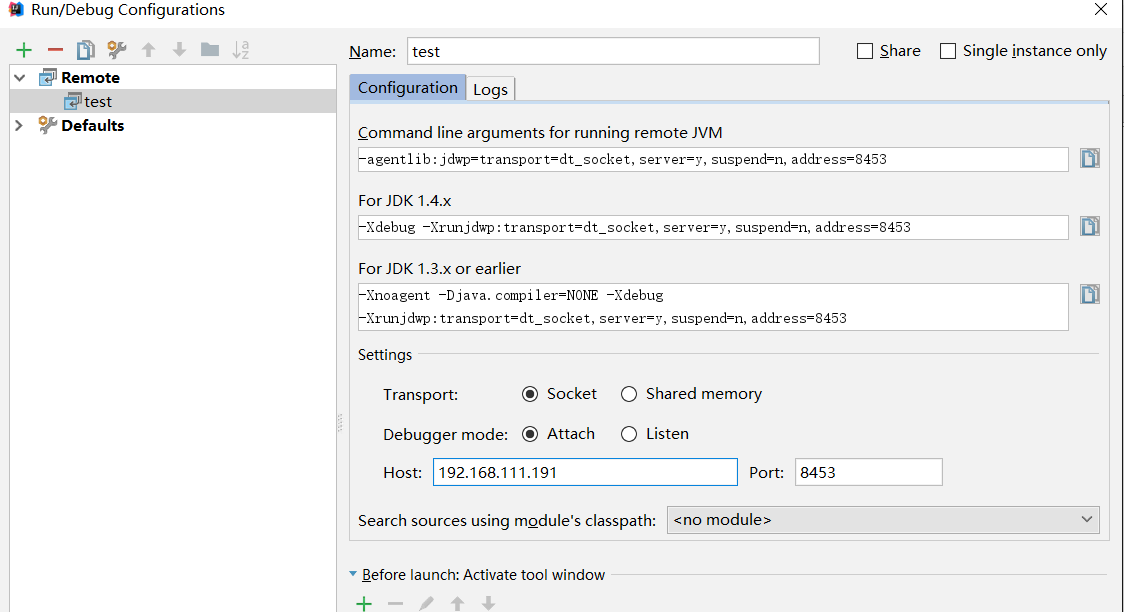 Run/Debug Configurations
Name: test Share Single instance only
Remote
test
Defaults
Configuration Logs
Command line arguments for running remote JVM
-agentlib:jdwp=transport=dt_socket,server=y,suspend=n,address=8453
For JDK 1.4.x
-Xdebug -Xrunjdwp:transport=dt_socket,server=y,suspend=n,address=8453
For JDK 1.3.x or earlier
-Xnoagent -Djava.compiler=NONE -Xdebug
-Xrunjdwp:transport=dt_socket,server=y,suspend=n,address=8453
Settings
Transport: Socket Shared memory
Debugger mode: Attach Listen
Host: 192.168.111.191 Port: 8453
Search sources using module's classpath: <no module>
Before launch: Activate tool window